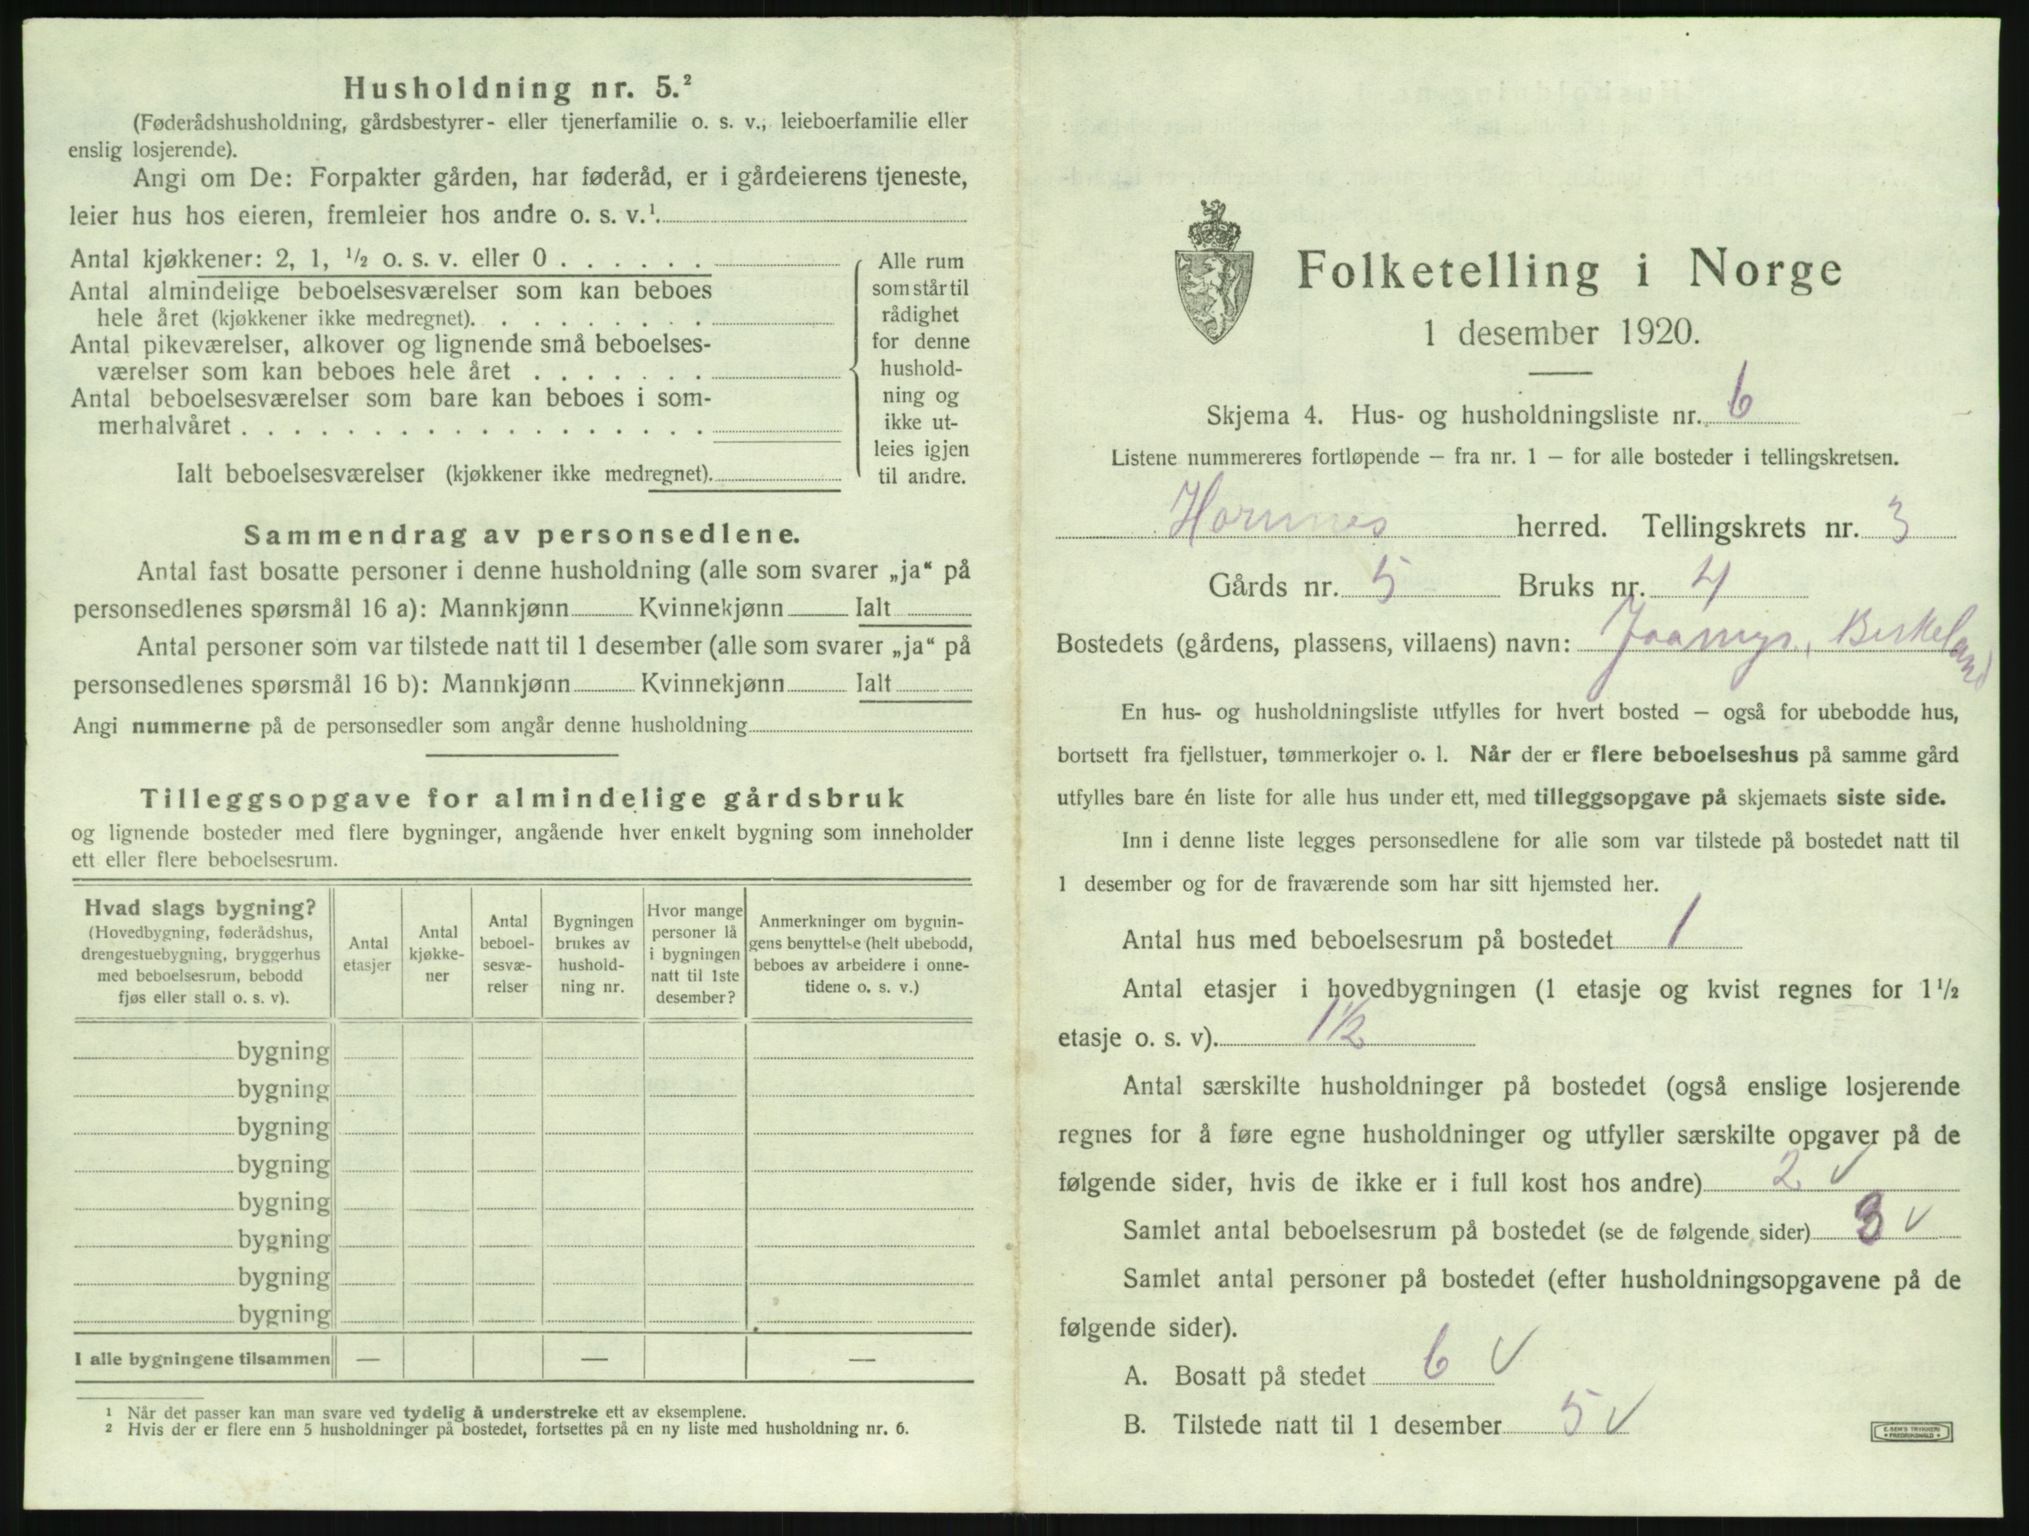 Husholdning nr. 5.²
(Føderådshusholdning, gårdsbestyrer- eller tjenerfamilie o. s. v., leieboerfamilie eller
enslig losjerende).
Angi om De: Forpakter gården, har føderåd, er i gårdeierens tjeneste,
leier hus hos eieren, fremleier hos andre o. s. v.¹
Antal kjøkkener: 2, 1, ½ o. s. v. eller 0 . . . . . .
Antal almindelige beboelsesværelser som kan beboes
hele året (kjøkkener ikke medregnet). . . . . . . . .
Antal pikeværelser, alkover og lignende små beboelses-
værelser som kan beboes hele året . . . . . . .
Antal beboelsesværelser som bare kan beboes i som-
merhalvåret . . . . . . . . . . . . . . . . . .
Ialt beboelsesværelser (kjøkkener ikke medregnet).
Alle rum
som står til
rådighet
for denne
hushold-
ning og
ikke ut-
leies igjen
til andre.
Sammendrag av personsedlene.
Antal fast bosatte personer i denne husholdning (alle som svarer „ja“ på
personsedlenes spørsmål 16 a): Mannkjønn Kvinnekjønn Ialt
Antal personer som var tilstede natt til 1 desember (alle som svarer „ja“ på
personsedlenes spørsmål 16 b): Mannkjønn Kvinnekjønn Ialt
Angi nummerne på de personsedler som angår denne husholdning
Tilleggsopgave for almindelige gårdsbruk
og lignende bosteder med flere bygninger, angående hver enkelt bygning som inneholder
ett eller flere beboelsesrum.
Hvad slags bygning?
(Hovedbygning, føderådshus,
drengestuebygning, bryggerhus
med beboelsesrum, bebodd
fjøs eller stall o. s. v).
Antal
etasjer
Antal
kjøkke-
ner
Antal
beboel-
sesvæ-
relser
Bygningen
brukes av
hushold-
ning nr.
Hvor mange
personer lå
i bygningen
natt til 1ste
desember?
Anmerkninger om bygnin-
gens benyttelse (helt ubebodd,
beboes av arbeidere i onne-
tidene o. s. v.)
bygning
bygning
bygning
bygning
bygning
bygning
bygning
bygning
I alle bygningene tilsammen — — —
¹ Når det passer kan man svare ved tydelig å understreke ett av eksemplene.
² Hvis der er flere enn 5 husholdninger på bostedet, fortsettes på en ny liste med husholdning nr. 6.
Folketelling i Norge
1 desember 1920.
Skjema 4. Hus- og husholdningsliste nr. 6
Listene nummereres fortløpende – fra nr. 1 – for alle bosteder i tellingskretsen.
Hornnes herred. Tellingskrets nr. 3
Gårds nr. 5 Bruks nr. 4
Bostedets (gårdens, plassens, villaens) navn: Birkeland
En hus- og husholdningsliste utfylles for hvert bosted – også for ubebodde hus,
bortsett fra fjellstuer, tømmerkojer o. l. Når der er flere beboelseshus på samme gård
utfylles bare én liste for alle hus under ett, med tilleggsopgave på skjemaets siste side.
Inn i denne liste legges personsedlene for alle som var tilstede på bostedet natt til
1 desember og for de fraværende som har sitt hjemsted her.
Antal hus med beboelsesrum på bostedet 1
Antal etasjer i hovedbygningen (1 etasje og kvist regnes for 1½
etasje o. s. v). 1½
Antal særskilte husholdninger på bostedet (også enslige losjerende
regnes for å føre egne husholdninger og utfyller særskilte opgaver på de
følgende sider, hvis de ikke er i full kost hos andre) 2 ✓
Samlet antal beboelsesrum på bostedet (se de følgende sider) 3 ✓
Samlet antal personer på bostedet (efter husholdningsopgavene på de
følgende sider).
A. Bosatt på stedet 6 ✓
B. Tilstede natt til 1 desember 5 ✓